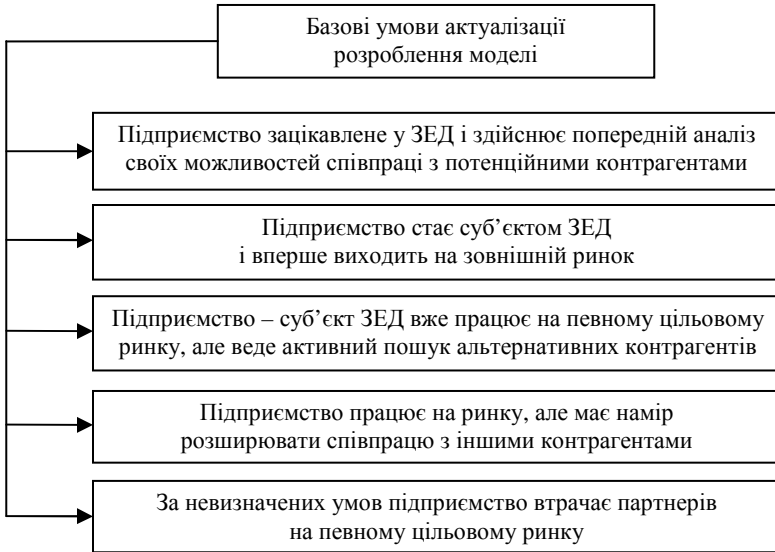 Базові умови актуалізації
розроблення моделі
Підприємство зацікавлене у ЗЕД і здійснює попередній аналіз
своїх можливостей співпраці з потенційними контрагентами
Підприємство стає суб’єктом ЗЕД
і вперше виходить на зовнішній ринок
Підприємство – суб’єкт ЗЕД вже працює на певному цільовому
ринку, але веде активний пошук альтернативних контрагентів
Підприємство працює на ринку, але має намір
розширювати співпрацю з іншими контрагентами
За невизначених умов підприємство втрачає партнерів
на певному цільовому ринку